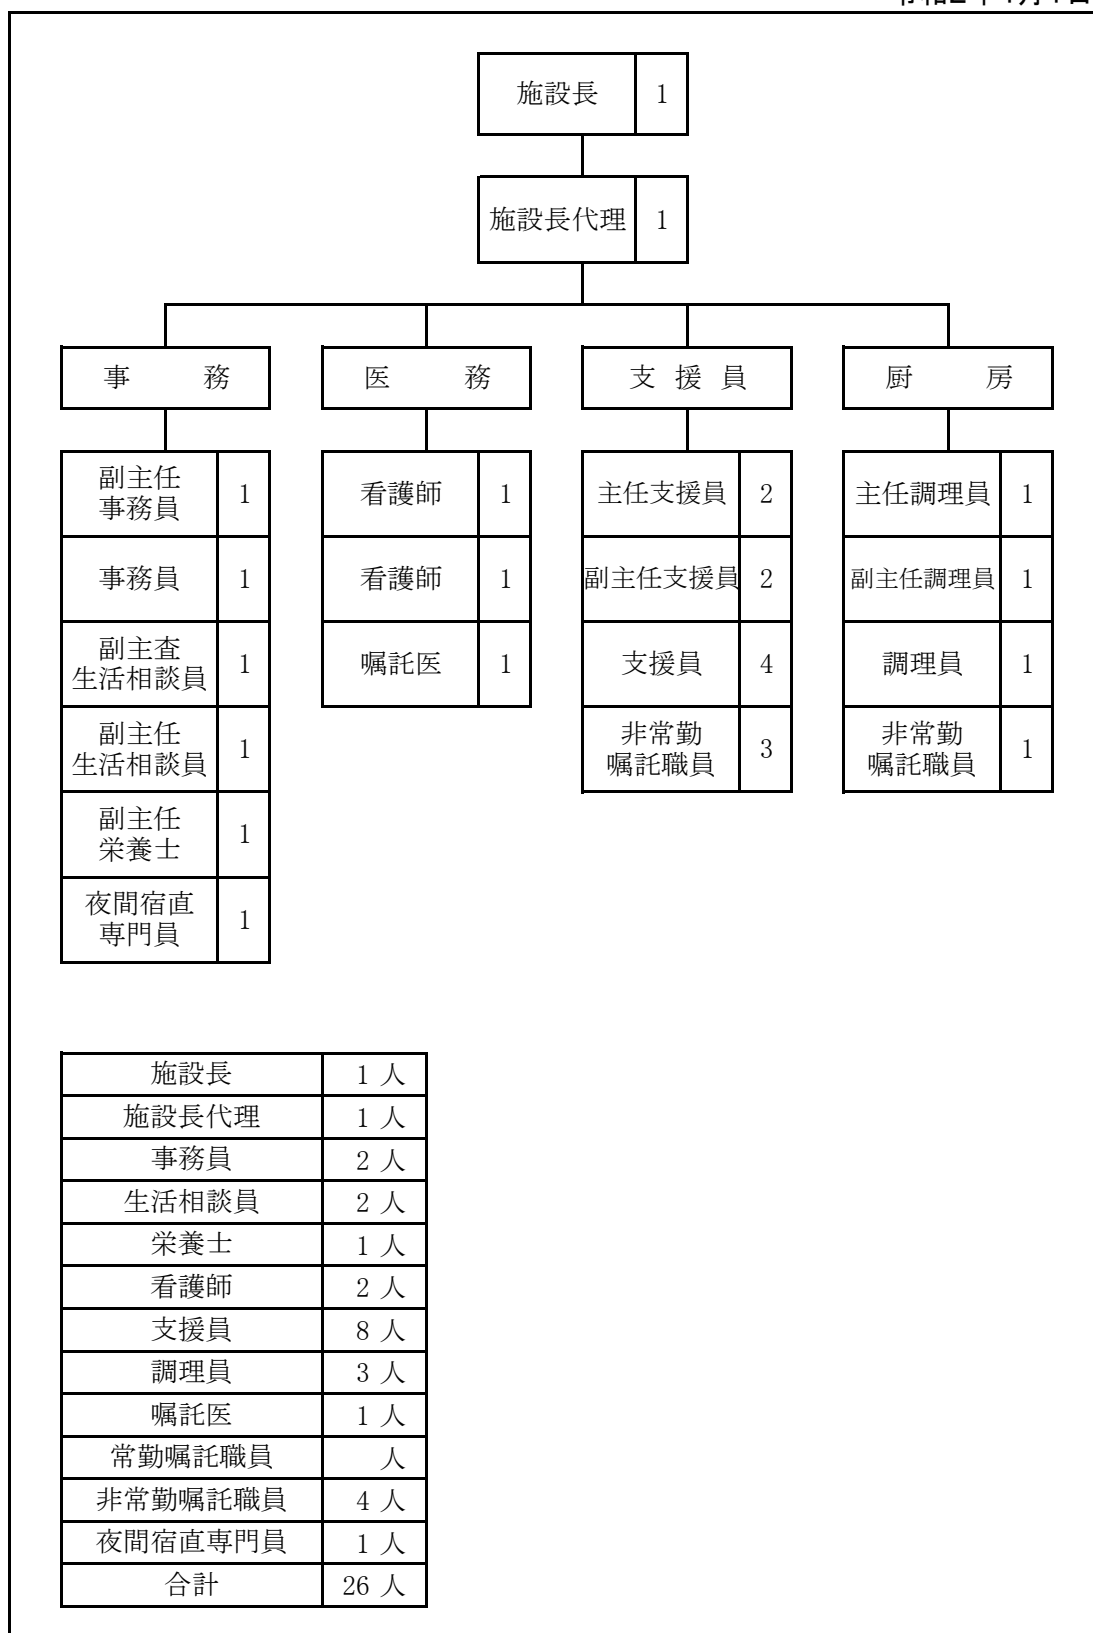 施設長 1
施設長代理 1
事務 医務 支援員 厨房
副主任
事務員 1
看護師 1
主任支援員 2
主任調理員 1
事務員 1
看護師 1
副主任支援員 2
副主任調理員 1
副主査
生活相談員 1
嘱託医 1
支援員 4
調理員 1
副主任
生活相談員 1
非常勤
嘱託職員 3
非常勤
嘱託職員 1
副主任
栄養士 1
夜間宿直
専門員 1
施設長 1 人
施設長代理 1 人
事務員 2 人
生活相談員 2 人
栄養士 1 人
看護師 2 人
支援員 8 人
調理員 3 人
嘱託医 1 人
常勤嘱託職員 人
非常勤嘱託職員 4 人
夜間宿直専門員 1 人
合計 26 人